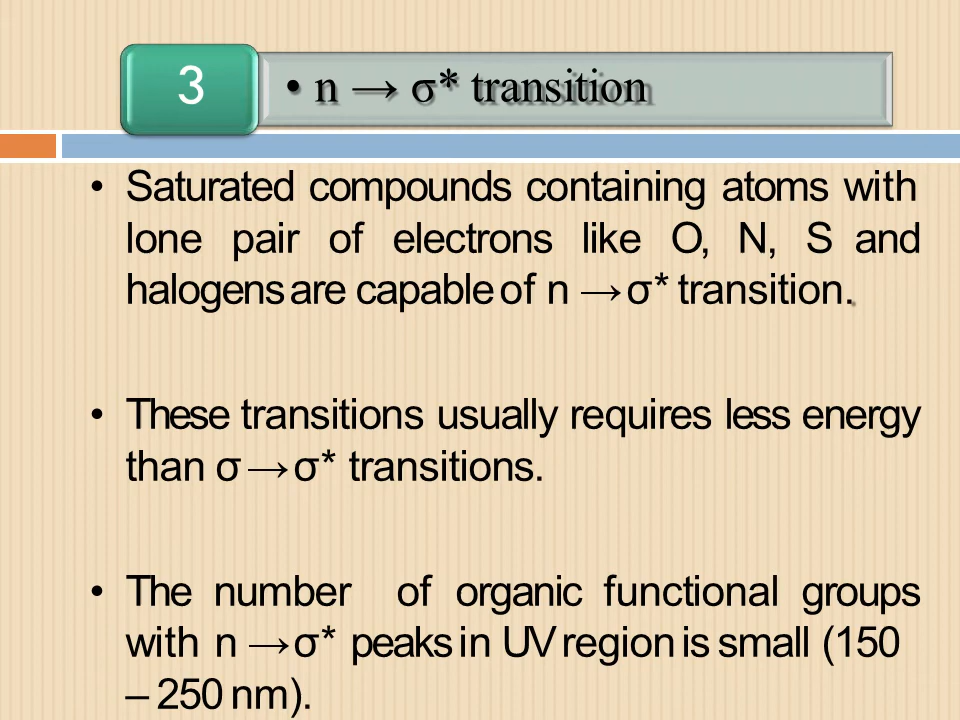 3
• n → σ* transition
• Saturated compounds containing atoms with
lone pair of electrons like O, N, S and
halogens are capable of n → σ* transition.
• These transitions usually requires less energy
than σ → σ* transitions.
• The number of organic functional groups
with n → σ* peaks in UV region is small (150
– 250 nm).